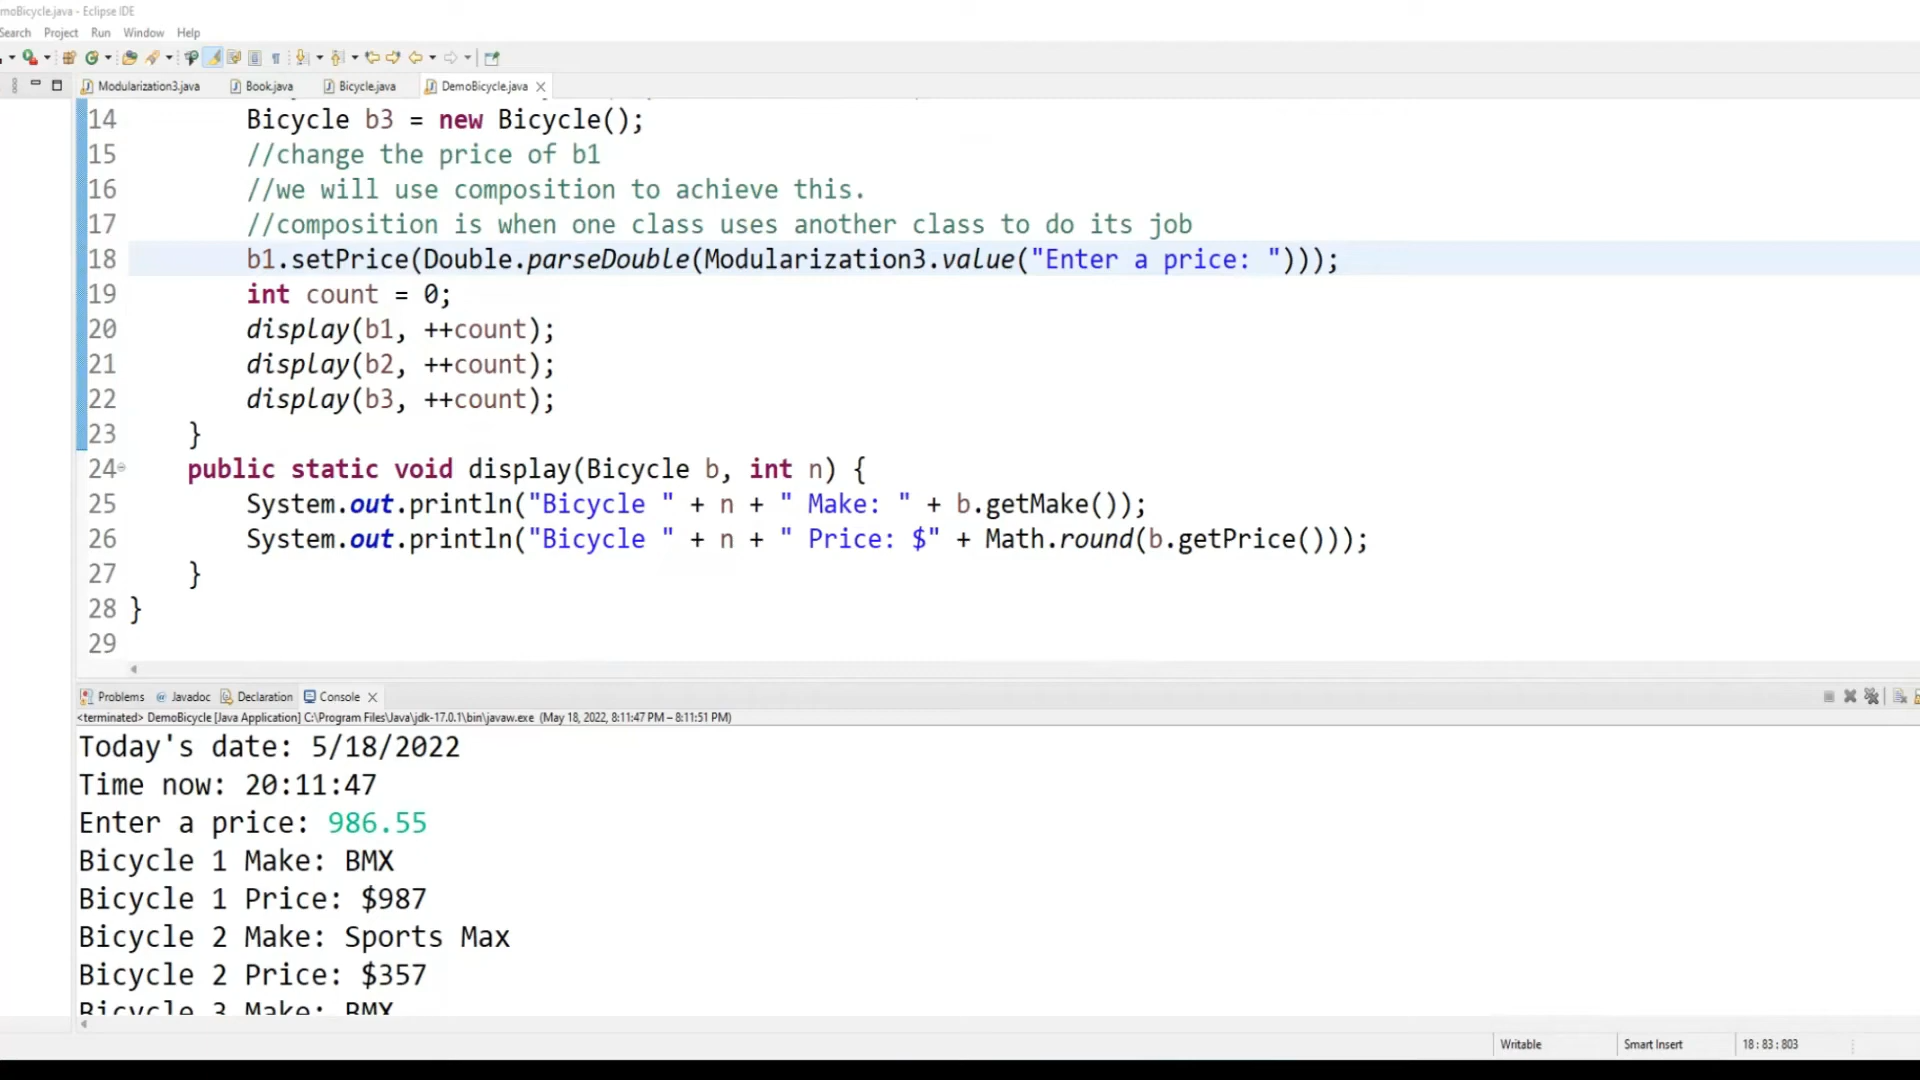 moBicycle.java - Eclipse IDE
Search Project Run Window Help
Modularization3.java Book.java Bicycle.java DemoBicycle.java
14 Bicycle b3 = new Bicycle();
15 //change the price of b1
16 //we will use composition to achieve this.
17 //composition is when one class uses another class to do its job
18 b1.setPrice(Double.parseDouble(Modularization3.value("Enter a price: ")));
19 int count = 0;
20 display(b1, ++count);
21 display(b2, ++count);
22 display(b3, ++count);
23 }
24 public static void display(Bicycle b, int n) {
25 System.out.println("Bicycle " + n + " Make: " + b.getMake());
26 System.out.println("Bicycle " + n + " Price: $" + Math.round(b.getPrice()));
27 }
28 }
29
Problems Javadoc Declaration Console
<terminated> DemoBicycle [Java Application] C:\Program Files\Java\jdk-17.0.1\bin\javaw.exe (May 18, 2022, 8:11:47 PM – 8:11:51 PM)
Today's date: 5/18/2022
Time now: 20:11:47
Enter a price: 986.55
Bicycle 1 Make: BMX
Bicycle 1 Price: $987
Bicycle 2 Make: Sports Max
Bicycle 2 Price: $357
Bicycle 3 Make: BMX
Writable Smart Insert 18 : 83 : 803